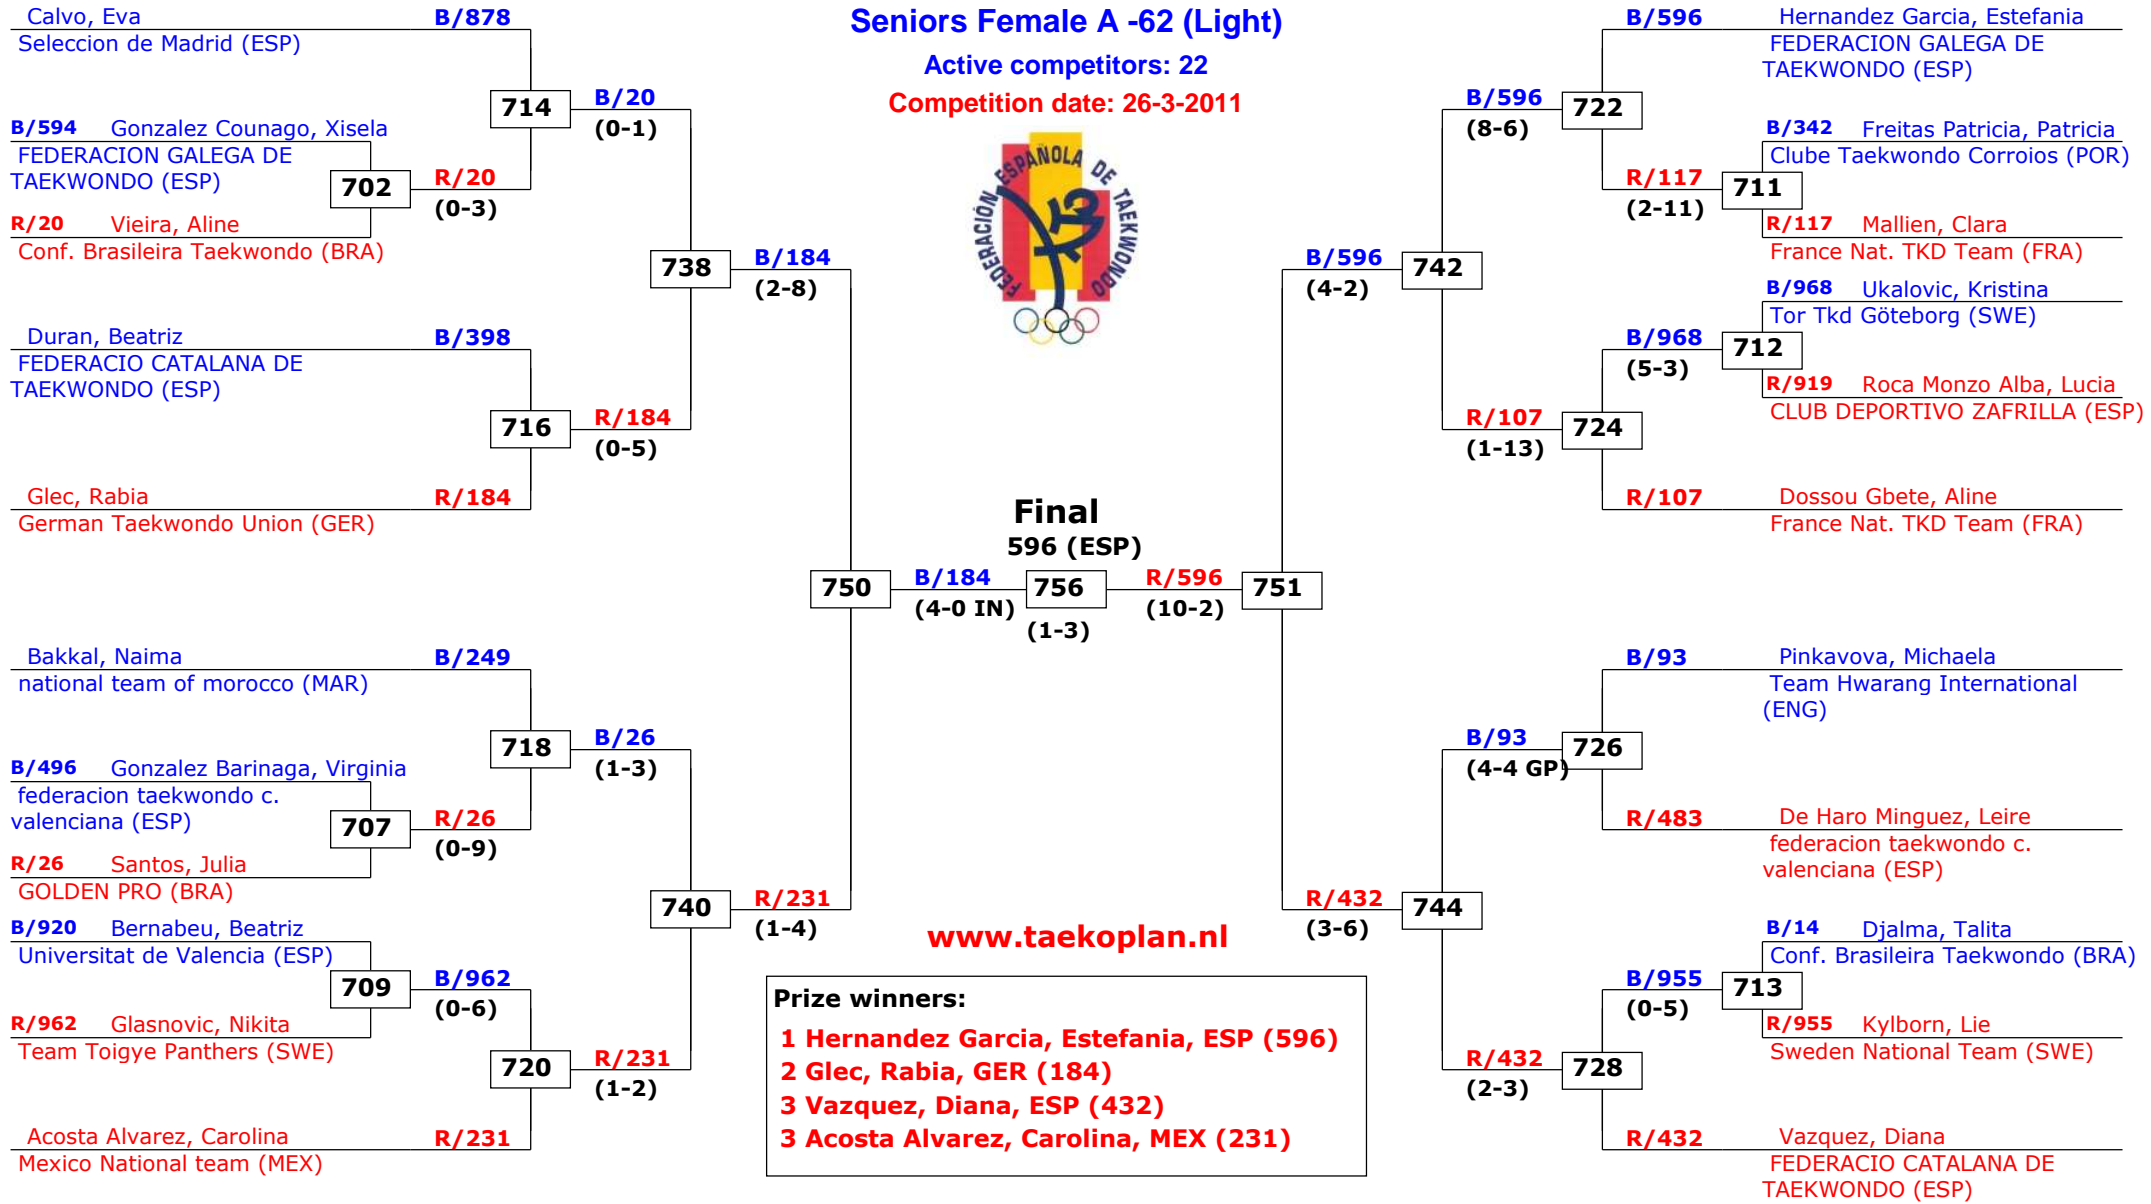 Seniors Female A -62 (Light)
Active competitors: 22
Competition date: 26-3-2011
FEDERACIÓN ESPAÑOLA DE TAEKWONDO
Calvo, Eva B/878
Seleccion de Madrid (ESP)
714
B/20
(0-1)
B/594 Gonzalez Counago, Xisela
FEDERACION GALEGA DE
TAEKWONDO (ESP)
702
R/20
(0-3)
R/20 Vieira, Aline
Conf. Brasileira Taekwondo (BRA)
738
B/184
(2-8)
Duran, Beatriz B/398
FEDERACIO CATALANA DE
TAEKWONDO (ESP)
716
R/184
(0-5)
Glec, Rabia R/184
German Taekwondo Union (GER)
750
B/184
(4-0 IN)
Bakkal, Naima B/249
national team of morocco (MAR)
718
B/26
(1-3)
B/496 Gonzalez Barinaga, Virginia
federacion taekwondo c.
valenciana (ESP)
707
R/26
(0-9)
R/26 Santos, Julia
GOLDEN PRO (BRA)
740
R/231
(1-4)
B/920 Bernabeu, Beatriz
Universitat de Valencia (ESP)
709
B/962
(0-6)
R/962 Glasnovic, Nikita
Team Toigye Panthers (SWE)
720
R/231
(1-2)
Acosta Alvarez, Carolina R/231
Mexico National team (MEX)
Final
596 (ESP)
756
(1-3)
R/596
(10-2)
751
B/596 Hernandez Garcia, Estefania
FEDERACION GALEGA DE
TAEKWONDO (ESP)
B/596
(8-6)
722
B/342 Freitas Patricia, Patricia
Clube Taekwondo Corroios (POR)
R/117
(2-11)
711
R/117 Mallien, Clara
France Nat. TKD Team (FRA)
B/596
(4-2)
742
B/968 Ukalovic, Kristina
Tor Tkd Göteborg (SWE)
B/968
(5-3)
712
R/919 Roca Monzo Alba, Lucia
CLUB DEPORTIVO ZAFRILLA (ESP)
R/107
(1-13)
724
R/107 Dossou Gbete, Aline
France Nat. TKD Team (FRA)
B/93 Pinkavova, Michaela
Team Hwarang International
(ENG)
B/93
(4-4 GP)
726
R/483 De Haro Minguez, Leire
federacion taekwondo c.
valenciana (ESP)
R/432
(3-6)
744
B/14 Djalma, Talita
Conf. Brasileira Taekwondo (BRA)
B/955
(0-5)
713
R/955 Kylborn, Lie
Sweden National Team (SWE)
R/432
(2-3)
728
R/432 Vazquez, Diana
FEDERACIO CATALANA DE
TAEKWONDO (ESP)
www.taekoplan.nl
Prize winners:
1 Hernandez Garcia, Estefania, ESP (596)
2 Glec, Rabia, GER (184)
3 Vazquez, Diana, ESP (432)
3 Acosta Alvarez, Carolina, MEX (231)